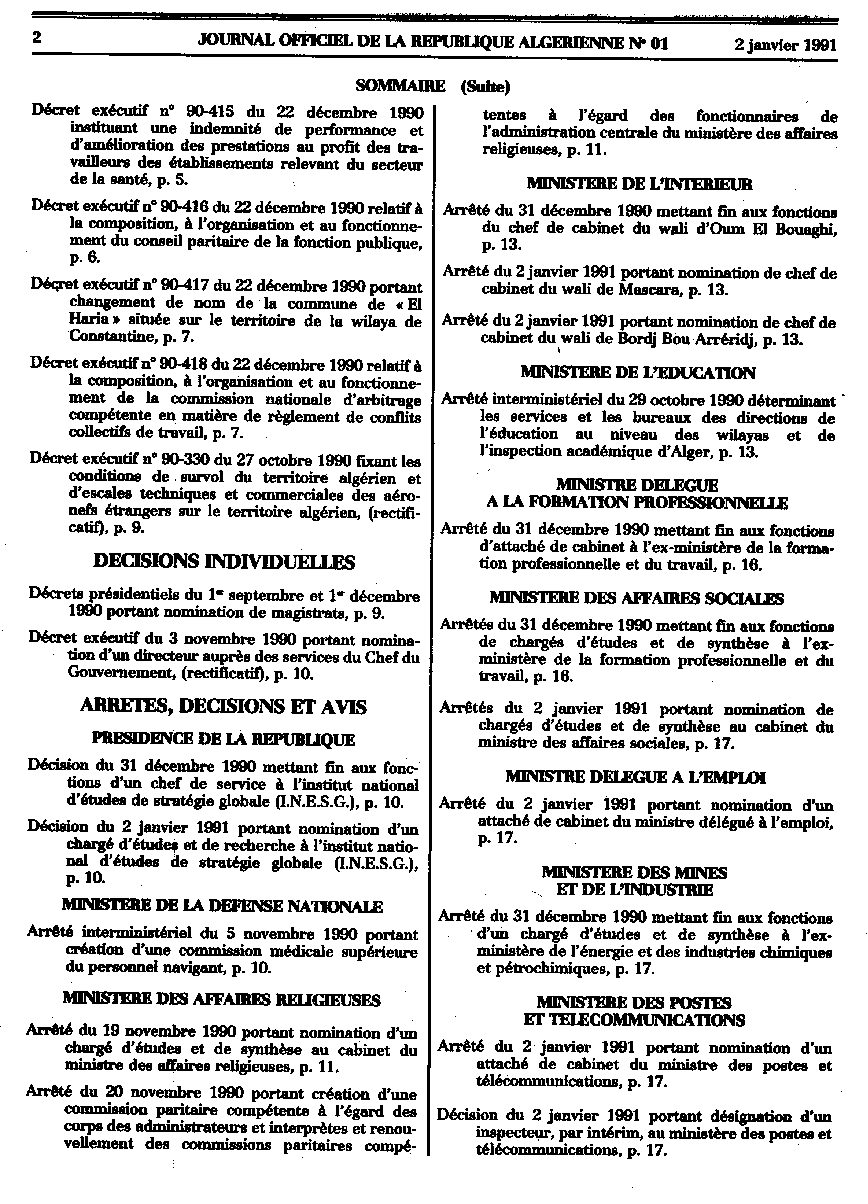 2
JOURNAL OFFICIEL DE LA REPUBLIQUE ALGERIENNE N° 01
2 janvier 1991
SOMMAIRE (Suite)
Décret exécutif n° 90-415 du 22 décembre 1990
instituant une indemnité de performance et
d'amélioration des prestations au profit des tra-
vailleurs des établissements relevant du secteur
de la santé, p. 5.
Décret exécutif n° 90-416 du 22 décembre 1990 relatif à
la composition, à l'organisation et au fonctionne-
ment du conseil paritaire de la fonction publique,
p. 6.
Décret exécutif n° 90-417 du 22 décembre 1990 portant
changement de nom de la commune de « El
Haria » située sur le territoire de la wilaya de
Constantine, p. 7.
Décret exécutif n° 90-418 du 22 décembre 1990 relatif à
la composition, à l'organisation et au fonctionne-
ment de la commission nationale d'arbitrage
compétente en matière de règlement de conflits
collectifs de travail, p. 7.
Décret exécutif n° 90-330 du 27 octobre 1990 fixant les
conditions de survol du territoire algérien et
d'escales techniques et commerciales des aéro-
nefs étrangers sur le territoire algérien, (rectifi-
catif), p. 9.
DECISIONS INDIVIDUELLES
Décrets présidentiels du 1er septembre et 1er décembre
1990 portant nomination de magistrats, p. 9.
Décret exécutif du 3 novembre 1990 portant nomina-
tion d'un directeur auprès des services du Chef du
Gouvernement, (rectificatif), p. 10.
ARRETES, DECISIONS ET AVIS
PRESIDENCE DE LA REPUBLIQUE
Décision du 31 décembre 1990 mettant fin aux fonc-
tions d'un chef de service à l'institut national
d'études de stratégie globale (I.N.E.S.G.), p. 10.
Décision du 2 janvier 1991 portant nomination d'un
chargé d'études et de recherche à l'institut natio-
nal d'études de stratégie globale (I.N.E.S.G.),
p. 10.
MINISTERE DE LA DEFENSE NATIONALE
Arrêté interministériel du 5 novembre 1990 portant
création d'une commission médicale supérieure
du personnel navigant, p. 10.
MINISTERE DES AFFAIRES RELIGIEUSES
Arrêté du 19 novembre 1990 portant nomination d'un
chargé d'études et de synthèse au cabinet du
ministre des affaires religieuses, p. 11.
Arrêté du 20 novembre 1990 portant création d'une
commission paritaire compétente à l'égard des
corps des administrateurs et interprètes et renou-
vellement des commissions paritaires compé-
tentes à l'égard des fonctionnaires de
l'administration centrale du ministère des affaires
religieuses, p. 11.
MINISTERE DE L'INTERIEUR
Arrêté du 31 décembre 1990 mettant fin aux fonctions
du chef de cabinet du wali d'Oum El Bouaghi,
p. 13.
Arrêté du 2 janvier 1991 portant nomination de chef de
cabinet du wali de Mascara, p. 13.
Arrêté du 2 janvier 1991 portant nomination de chef de
cabinet du wali de Bordj Bou Arréridj, p. 13.
MINISTERE DE L'EDUCATION
Arrêté interministériel du 29 octobre 1990 déterminant
les services et les bureaux des directions de
l'éducation au niveau des wilayas et de
l'inspection académique d'Alger, p. 13.
MINISTRE DELEGUE
A LA FORMATION PROFESSIONNELLE
Arrêté du 31 décembre 1990 mettant fin aux fonctions
d'attaché de cabinet à l'ex-ministère de la forma-
tion professionnelle et du travail, p. 16.
MINISTERE DES AFFAIRES SOCIALES
Arrêtés du 31 décembre 1990 mettant fin aux fonctions
de chargés d'études et de synthèse à l'ex-
ministère de la formation professionnelle et du
travail, p. 16.
Arrêtés du 2 janvier 1991 portant nomination de
chargés d'études et de synthèse au cabinet du
ministre des affaires sociales, p. 17.
MINISTRE DELEGUE A L'EMPLOI
Arrêté du 2 janvier 1991 portant nomination d'un
attaché de cabinet du ministre délégué à l'emploi,
p. 17.
MINISTERE DES MINES
ET DE L'INDUSTRIE
Arrêté du 31 décembre 1990 mettant fin aux fonctions
d'un chargé d'études et de synthèse à l'ex-
ministère de l'énergie et des industries chimiques
et pétrochimiques, p. 17.
MINISTERE DES POSTES
ET TELECOMMUNICATIONS
Arrêté du 2 janvier 1991 portant nomination d'un
attaché de cabinet du ministre des postes et
télécommunications, p. 17.
Décision du 2 janvier 1991 portant désignation d'un
inspecteur, par intérim, au ministère des postes et
télécommunications, p. 17.